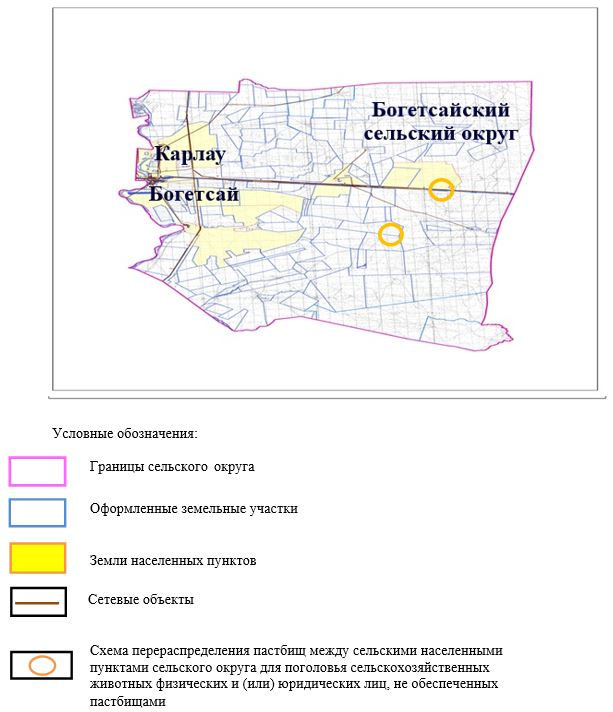 Богетсайский
сельский округ
Карлау
Богетсай
Условные обозначения:
Границы сельского округа
Оформленные земельные участки
Земли населенных пунктов
Сетевые объекты
Схема перераспределения пастбищ между сельскими населенными
пунктами сельского округа для поголовья сельскохозяйственных
животных физических и (или) юридических лиц, не обеспеченных
пастбищами